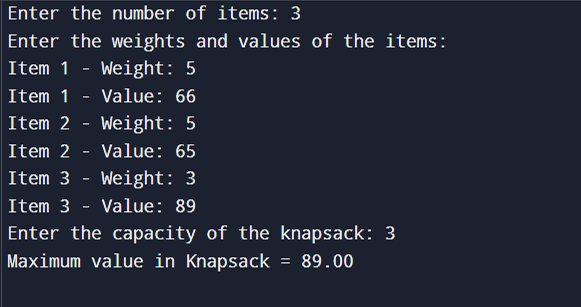 Enter the number of items: 3
Enter the weights and values of the items:
Item 1 - Weight: 5
Item 1 - Value: 66
Item 2 - Weight: 5
Item 2 - Value: 65
Item 3 - Weight: 3
Item 3 - Value: 89
Enter the capacity of the knapsack: 3
Maximum value in Knapsack = 89.00